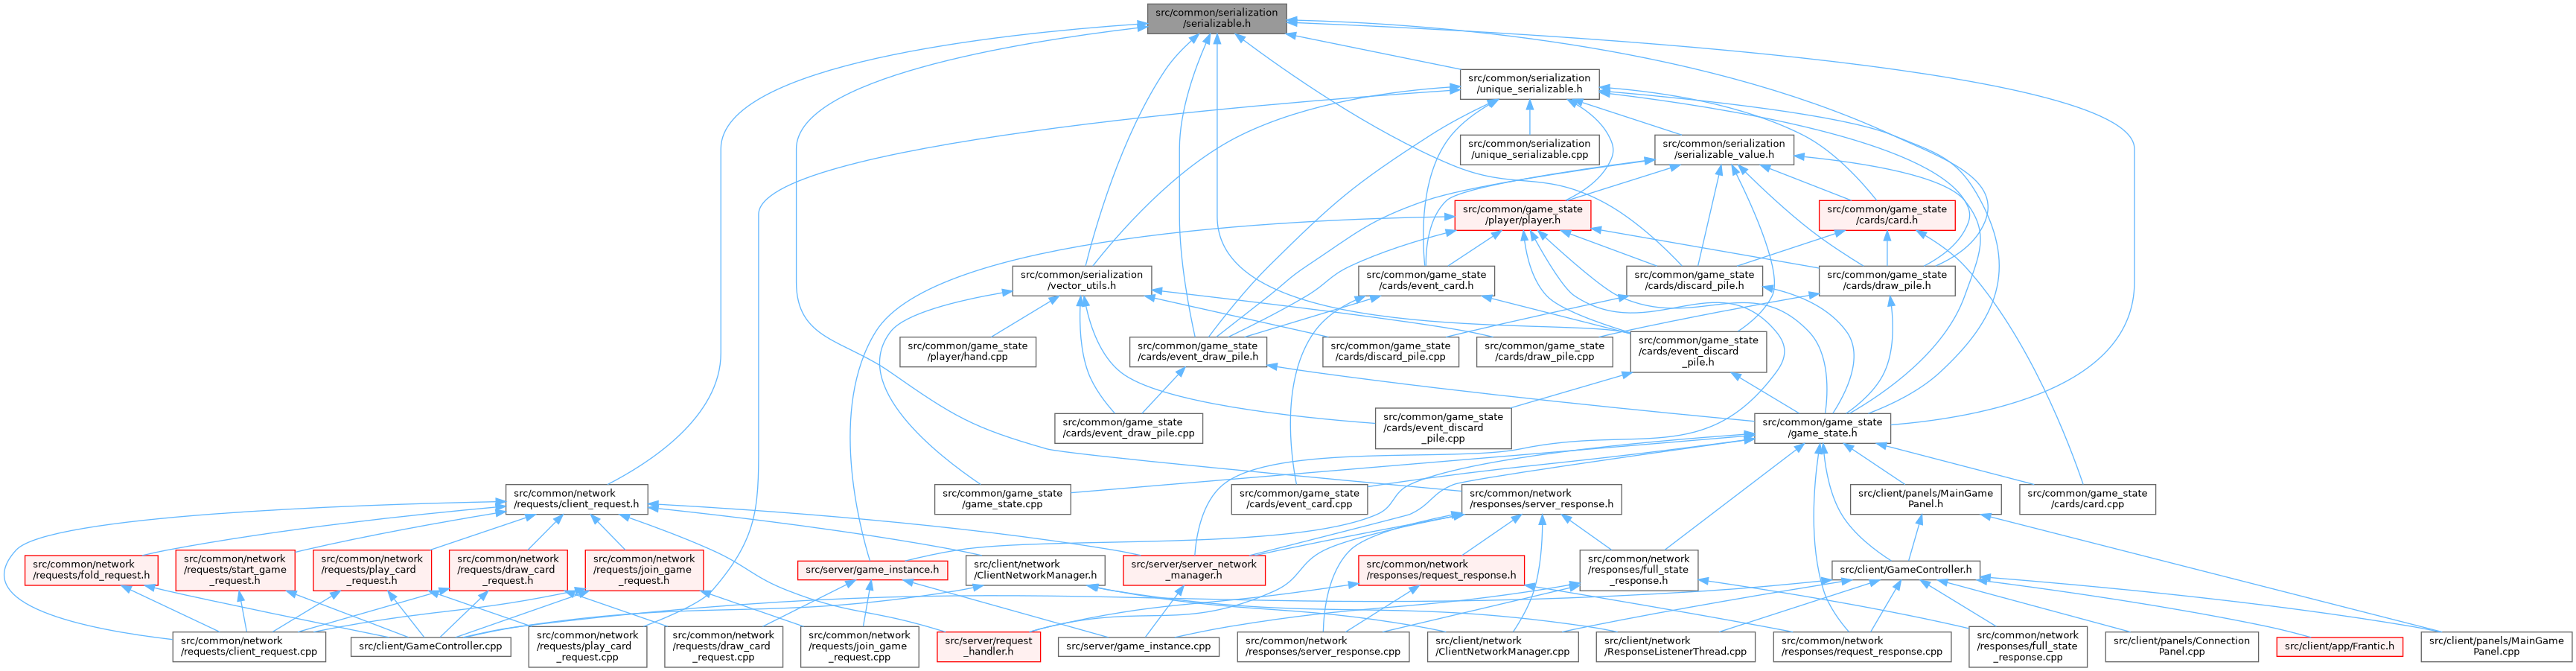 src/common/serialization
/serializable.h
src/common/serialization
/unique_serializable.h
src/common/serialization
/unique_serializable.cpp
src/common/serialization
/serializable_value.h
src/common/game_state
/player/player.h
src/common/game_state
/cards/card.h
src/common/serialization
/vector_utils.h
src/common/game_state
/cards/event_card.h
src/common/game_state
/cards/discard_pile.h
src/common/game_state
/cards/draw_pile.h
src/common/game_state
/player/hand.cpp
src/common/game_state
/cards/event_draw_pile.h
src/common/game_state
/cards/discard_pile.cpp
src/common/game_state
/cards/draw_pile.cpp
src/common/game_state
/cards/event_discard
_pile.h
src/common/game_state
/cards/event_draw_pile.cpp
src/common/game_state
/cards/event_discard
_pile.cpp
src/common/game_state
/game_state.h
src/common/network
/requests/client_request.h
src/common/game_state
/game_state.cpp
src/common/game_state
/cards/event_card.cpp
src/common/network
/responses/server_response.h
src/client/panels/MainGame
Panel.h
src/common/game_state
/cards/card.cpp
src/common/network
/requests/fold_request.h
src/common/network
/requests/start_game
_request.h
src/common/network
/requests/play_card
_request.h
src/common/network
/requests/draw_card
_request.h
src/common/network
/requests/join_game
_request.h
src/server/game_instance.h
src/client/network
/ClientNetworkManager.h
src/server/server_network
_manager.h
src/common/network
/responses/request_response.h
src/common/network
/responses/full_state
_response.h
src/client/GameController.h
src/common/network
/requests/client_request.cpp
src/client/GameController.cpp
src/common/network
/requests/play_card
_request.cpp
src/common/network
/requests/draw_card
_request.cpp
src/common/network
/requests/join_game
_request.cpp
src/server/request
_handler.h
src/server/game_instance.cpp
src/common/network
/responses/server_response.cpp
src/client/network
/ClientNetworkManager.cpp
src/client/network
/ResponseListenerThread.cpp
src/common/network
/responses/request_response.cpp
src/common/network
/responses/full_state
_response.cpp
src/client/panels/Connection
Panel.cpp
src/client/app/Frantic.h
src/client/panels/MainGame
Panel.cpp